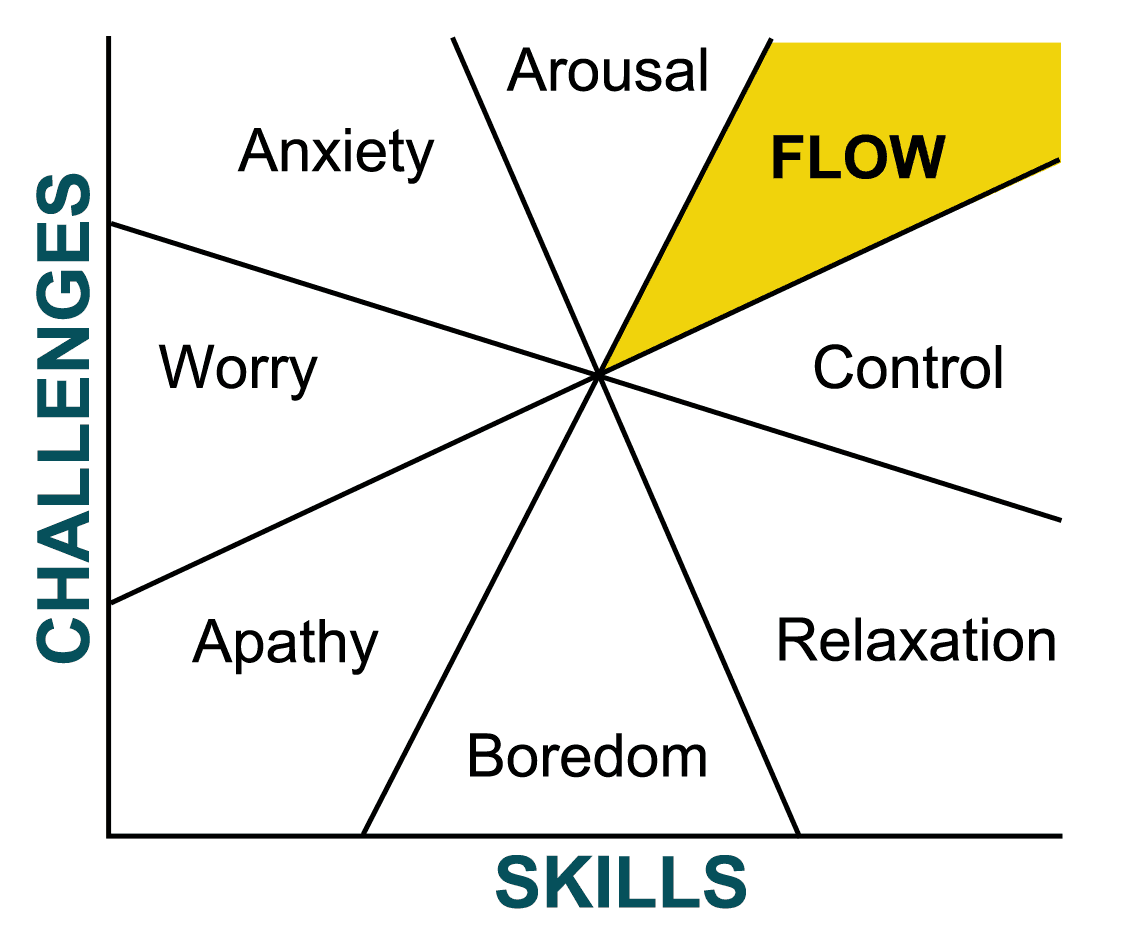 Arousal
Anxiety
FLOW
CHALLENGES
Worry
Control
Apathy
Relaxation
Boredom
SKILLS